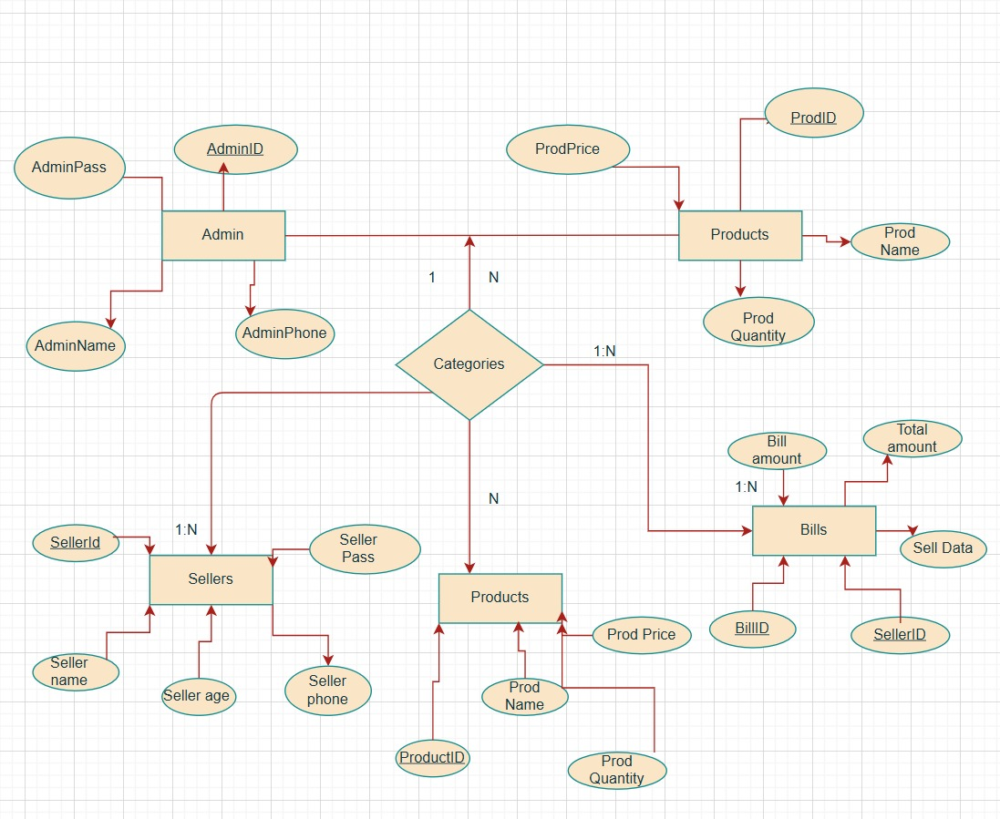 ProdID
AdminID
ProdPrice
AdminPass
Admin
Products
Prod
Name
1
N
Prod
Quantity
AdminPhone
AdminName
1:N
Categories
Total
amount
Bill
amount
1:N
N
1:N
Bills
SellerId
Seller
Pass
Sell Data
Sellers
Products
BillID
SellerID
Prod Price
Seller
name
Seller age
Seller
phone
Prod
Name
ProductID
Prod
Quantity